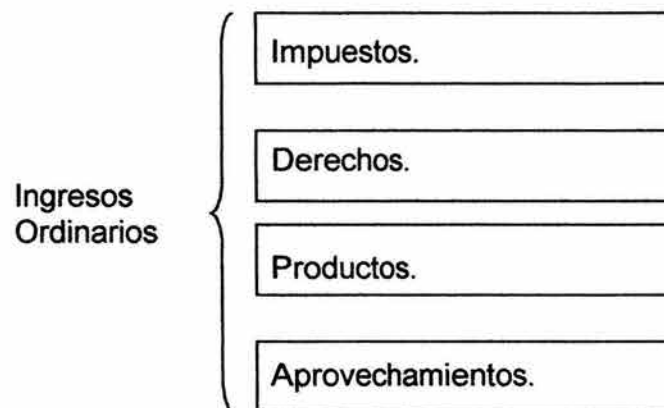 Ingresos
Ordinarios
Impuestos.
Derechos.
Productos.
Aprovechamientos.